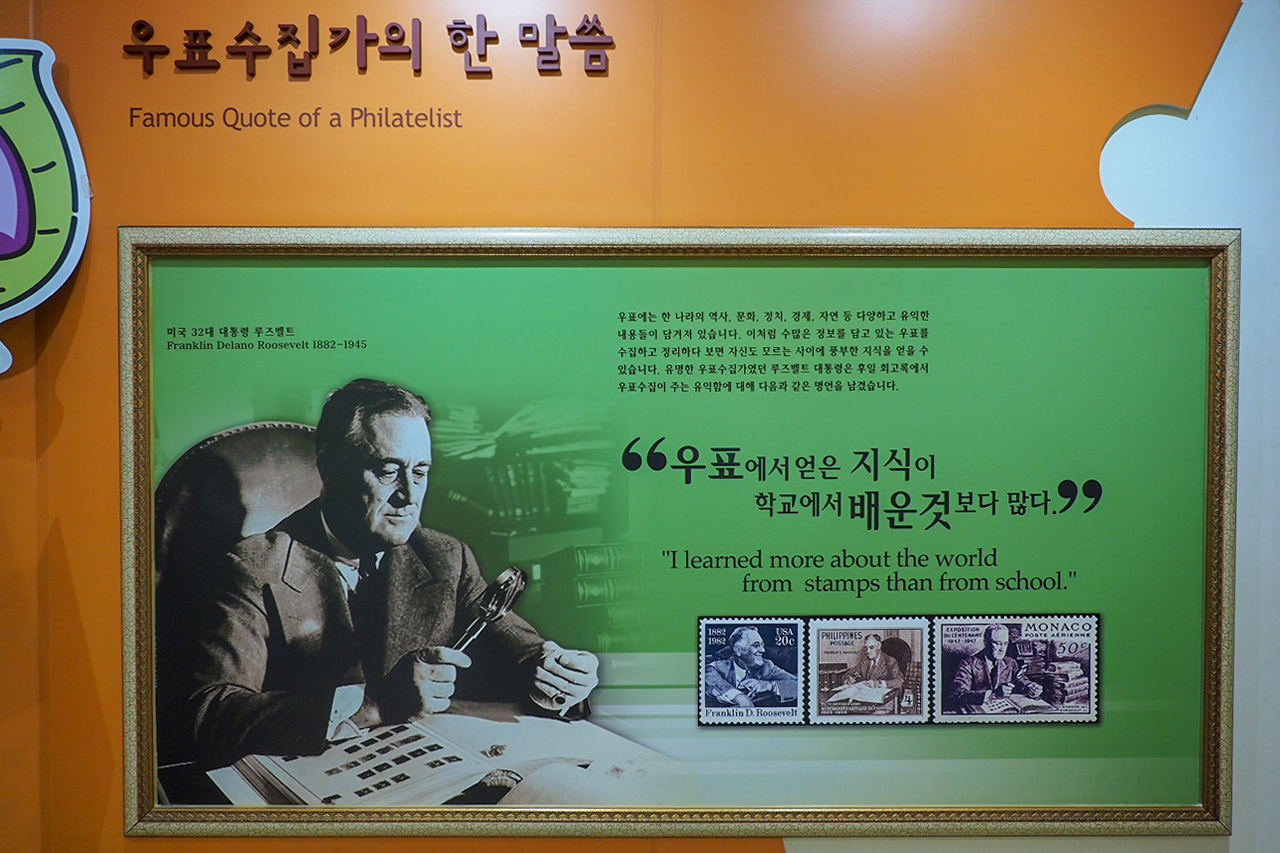 우표수집가의 한 말씀
Famous Quote of a Philatelist
미국 32대 대통령 루즈벨트
Franklin Delano Roosevelt 1882-1945
우표에는 한 나라의 역사, 문화, 정치, 경제, 자연 등 다양하고 유익한
내용들이 담겨져 있습니다. 이처럼 수많은 정보를 담고 있는 우표를
수집하고 정리하다 보면 자신도 모르는 사이에 풍부한 지식을 얻을 수
있습니다. 유명한 우표수집가였던 루즈벨트 대통령은 후일 회고록에서
우표수집이 주는 유익함에 대해 다음과 같은 명언을 남겼습니다.
“우표에서 얻은 지식이
학교에서 배운것보다 많다.”
"I learned more about the world
from stamps than from school."
1882
1982
USA
20c
Franklin D. Roosevelt
PHILIPPINES
POSTAGE
4
EXPOSITION
DU CENTENAIRE
1847-1947
MONACO
POSTE AÉRIENNE
50c